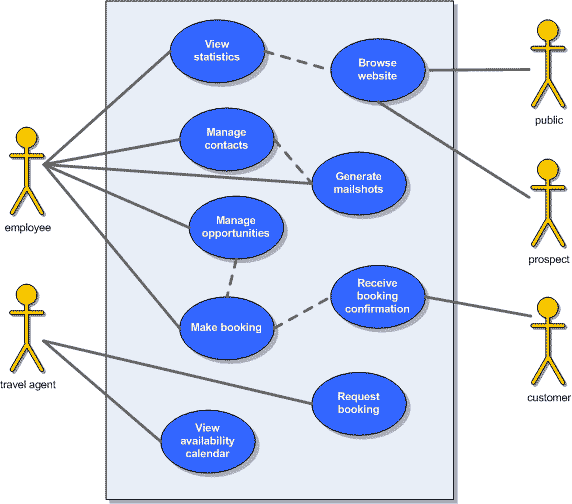 View
statistics
Browse
website
public
Manage
contacts
Generate
mailshots
employee
Manage
opportunities
prospect
Receive
booking
confirmation
Make booking
travel agent
customer
Request
booking
View
availability
calendar